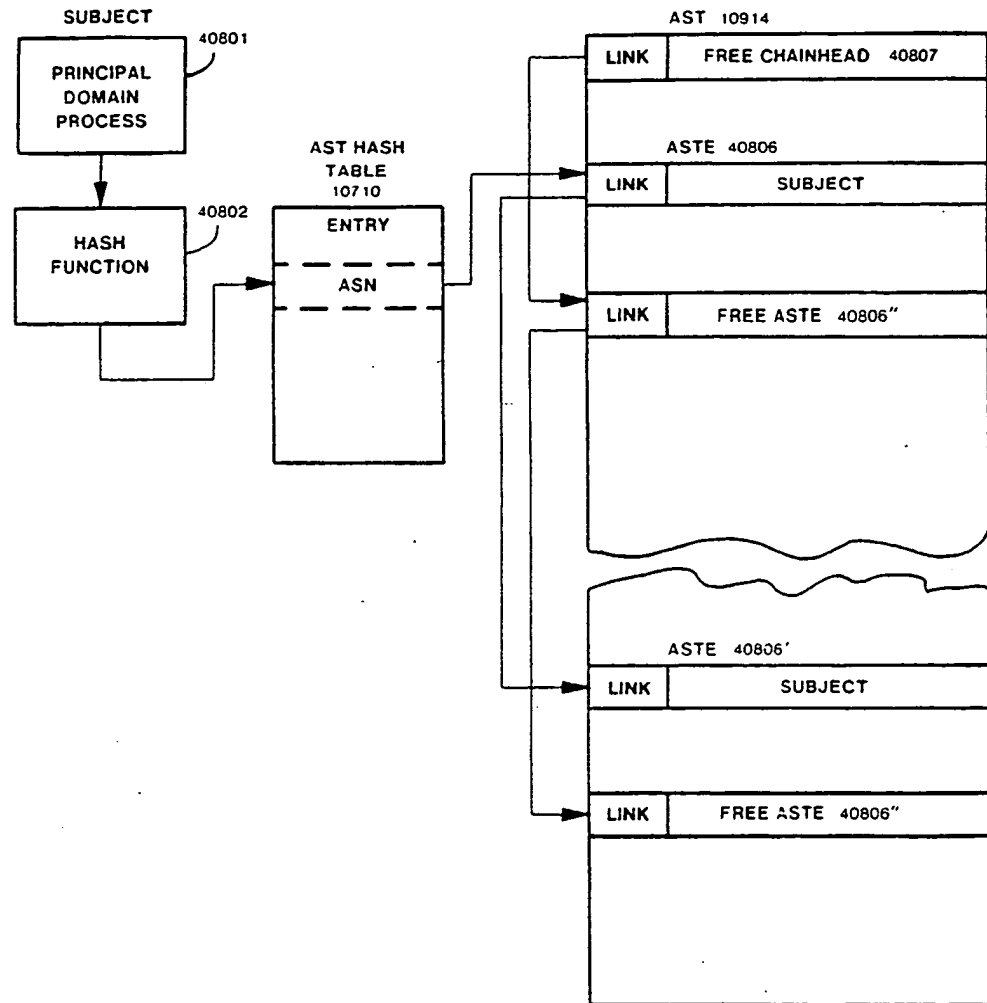 SUBJECT
40801
PRINCIPAL
DOMAIN
PROCESS
40802
HASH
FUNCTION
AST HASH
TABLE
10710
ENTRY
ASN
AST 10914
LINK FREE CHAINHEAD 40807
ASTE 40806
LINK SUBJECT
LINK FREE ASTE 40806"
ASTE 40806'
LINK SUBJECT
LINK FREE ASTE 40806"